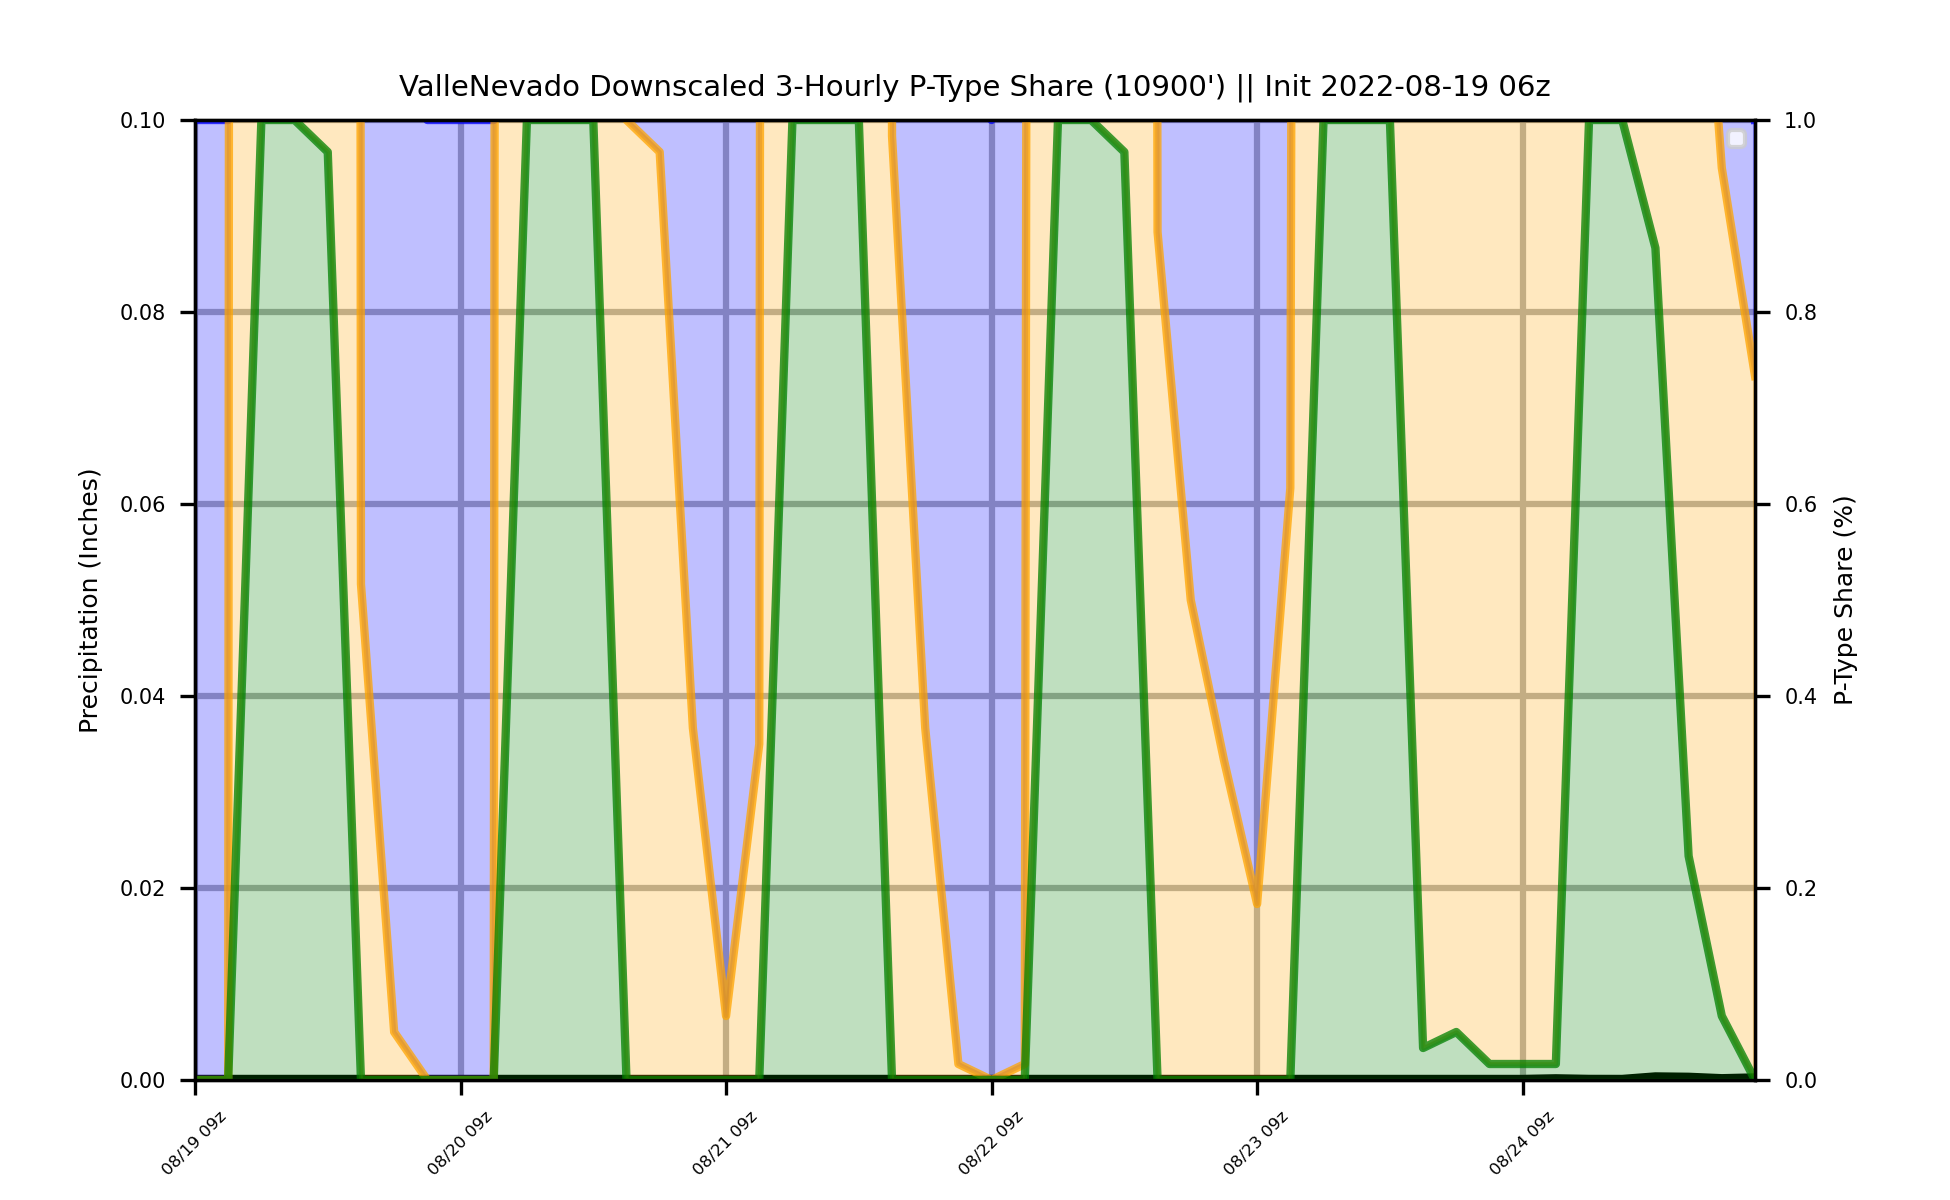 ValleNevado Downscaled 3-Hourly P-Type Share (10900') || Init 2022-08-19 06z
Precipitation (Inches)
0.10
0.08
0.06
0.04
0.02
0.00
1.0
0.8
0.6
0.4
0.2
0.0
P-Type Share (%)
08/19 09z
08/20 09z
08/21 09z
08/22 09z
08/23 09z
08/24 09z